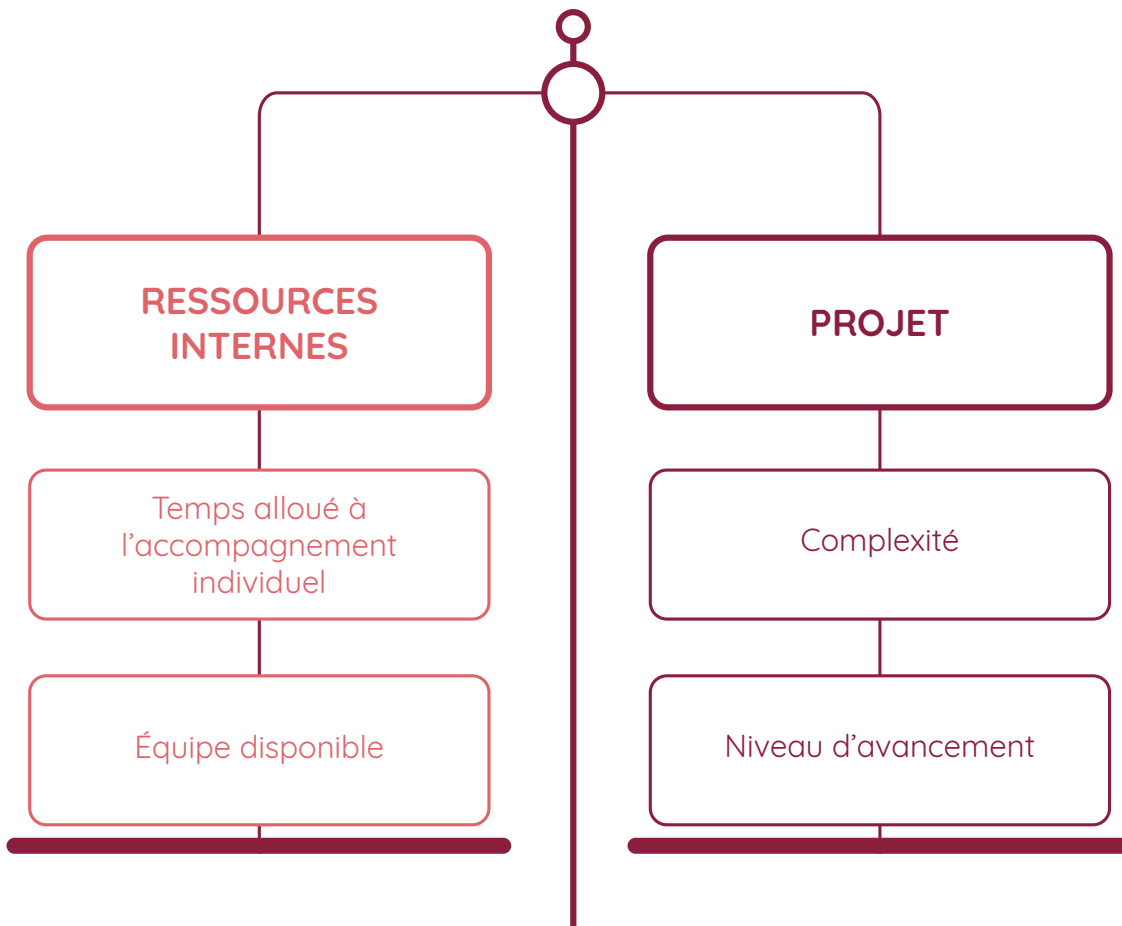 RESSOURCES
INTERNES
Temps alloué à
l’accompagnement
individuel
Équipe disponible
PROJET
Complexité
Niveau d’avancement